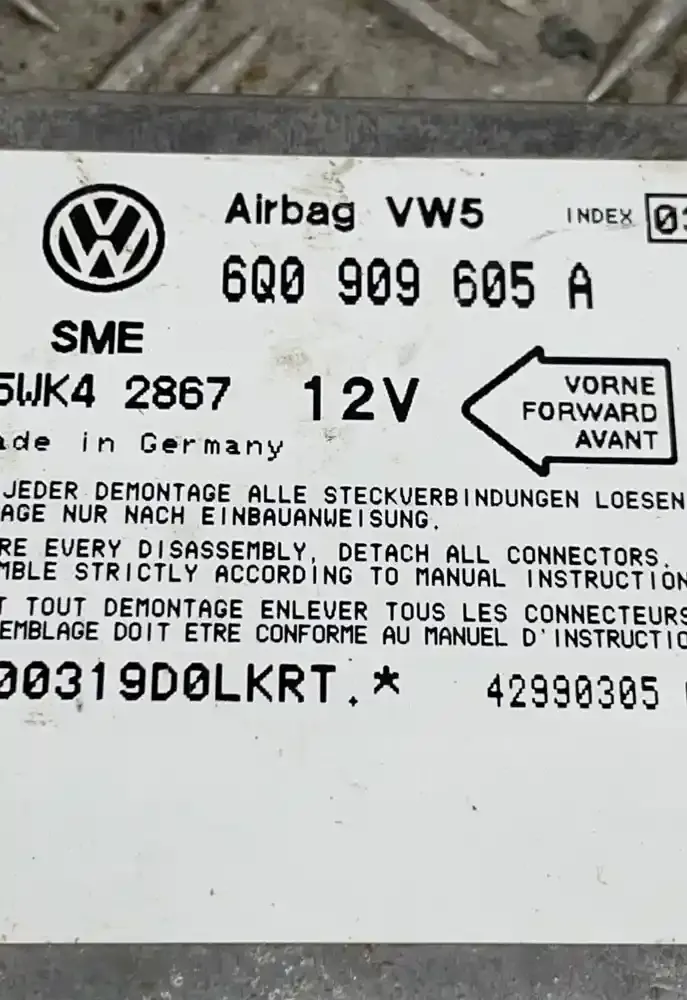 Airbag VW5 INDEX 03
6Q0 909 605 A
SME
5WK4 2867 12V
VORNE
FORWARD
AVANT
ade in Germany
JEDER DEMONTAGE ALLE STECKVERBINDUNGEN LOESEN
AGE NUR NACH EINBAUANWEISUNG.
RE EVERY DISASSEMBLY, DETACH ALL CONNECTORS.
MBLE STRICTLY ACCORDING TO MANUAL INSTRUCTION
T TOUT DEMONTAGE ENLEVER TOUS LES CONNECTEURS
EMBLAGE DOIT ETRE CONFORME AU MANUEL D'INSTRUCTIO
00319D0LKRT.* 42990305